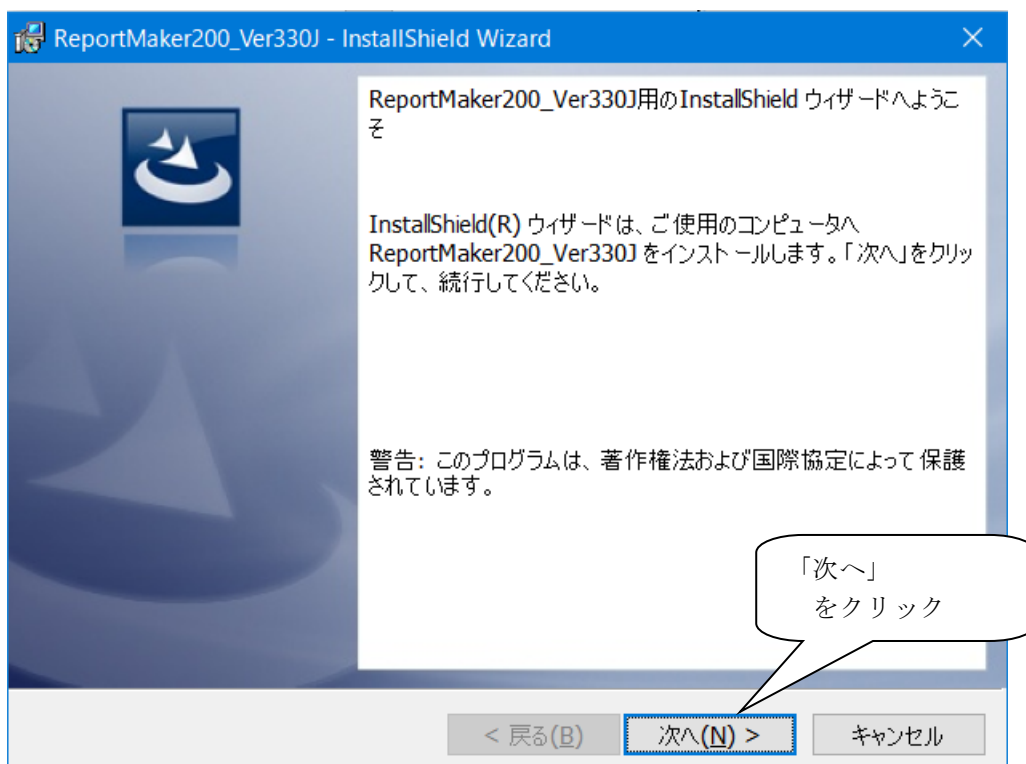 ReportMaker200_Ver330J - InstallShield Wizard
ReportMaker200_Ver330J用のInstallShield ウィザードへようこ
そ
InstallShield(R) ウィザードは、ご使用のコンピュータへ
ReportMaker200_Ver330J をインストールします。「次へ」をクリッ
クして、続行してください。
警告: このプログラムは、著作権法および国際協定によって保護
されています。
「次へ」
をクリック
< 戻る(B)
次へ(N) >
キャンセル